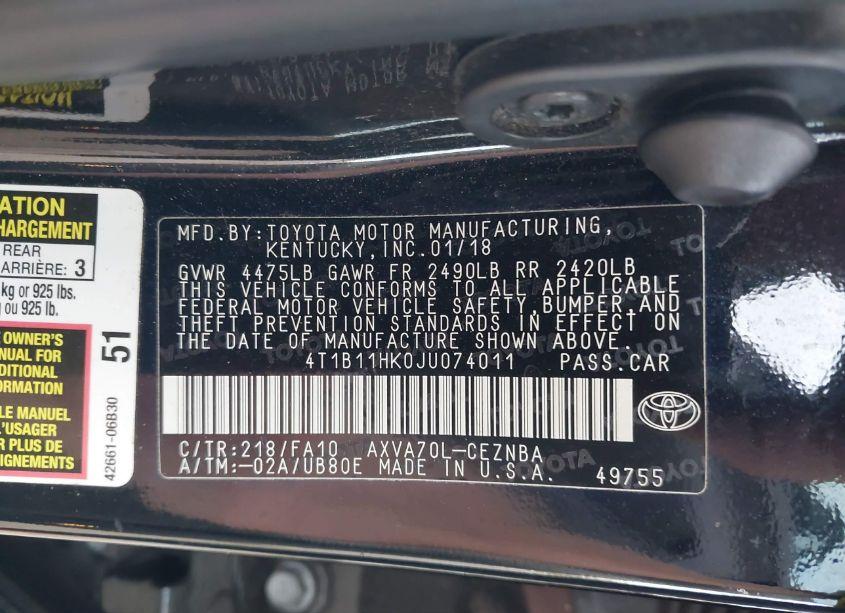 MFD.BY:TOYOTA MOTOR MANUFACTURING,
KENTUCKY,INC.01/18
GVWR 4475LB GAWR FR 2490LB RR 2420LB
THIS VEHICLE CONFORMS TO ALL APPLICABLE
FEDERAL MOTOR VEHICLE SAFETY,BUMPER,AND
THEFT PREVENTION STANDARDS IN EFFECT ON
THE DATE OF MANUFACTURE SHOWN ABOVE.
4T1B11HK0JU074011 PASS.CAR
C/TR:218/FA10 AXVA70L-CEZNBA
A/TM:-02A/UB80E MADE IN U.S.A.
49755
ATION
HARGEMENT
REAR
ARRIÈRE: 3
kg or 925 lbs.
ou 925 lb.
OWNER'S
NUAL FOR
DITIONAL
FORMATION
LE MANUEL
L'USAGER
R PLUS DE
IGNEMENTS
51
42661-06B30